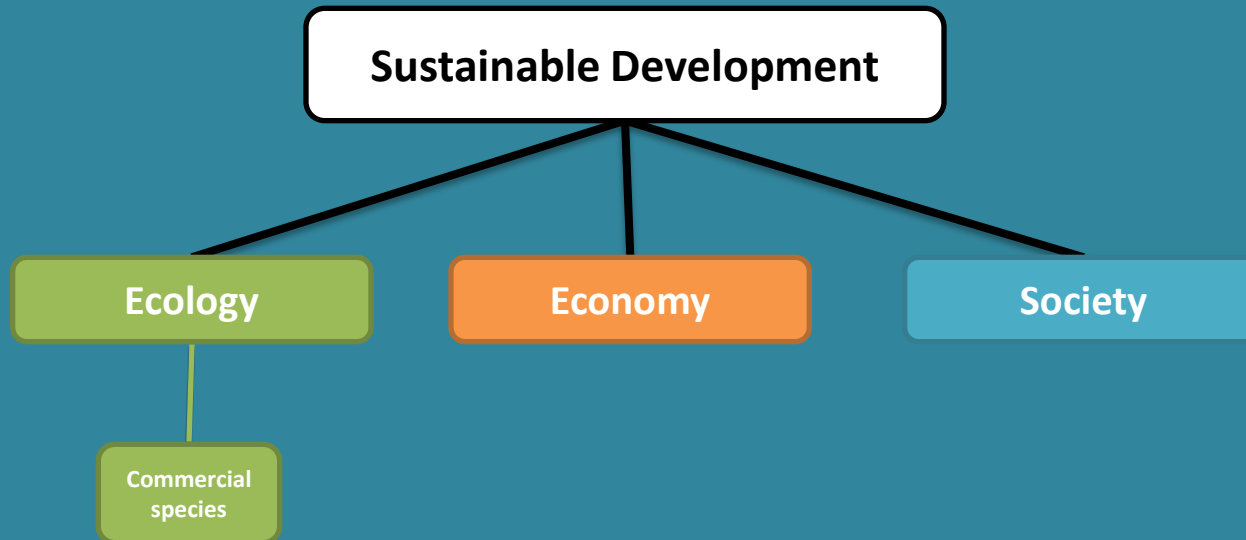 Sustainable Development
Ecology
Economy
Society
Commercial
species